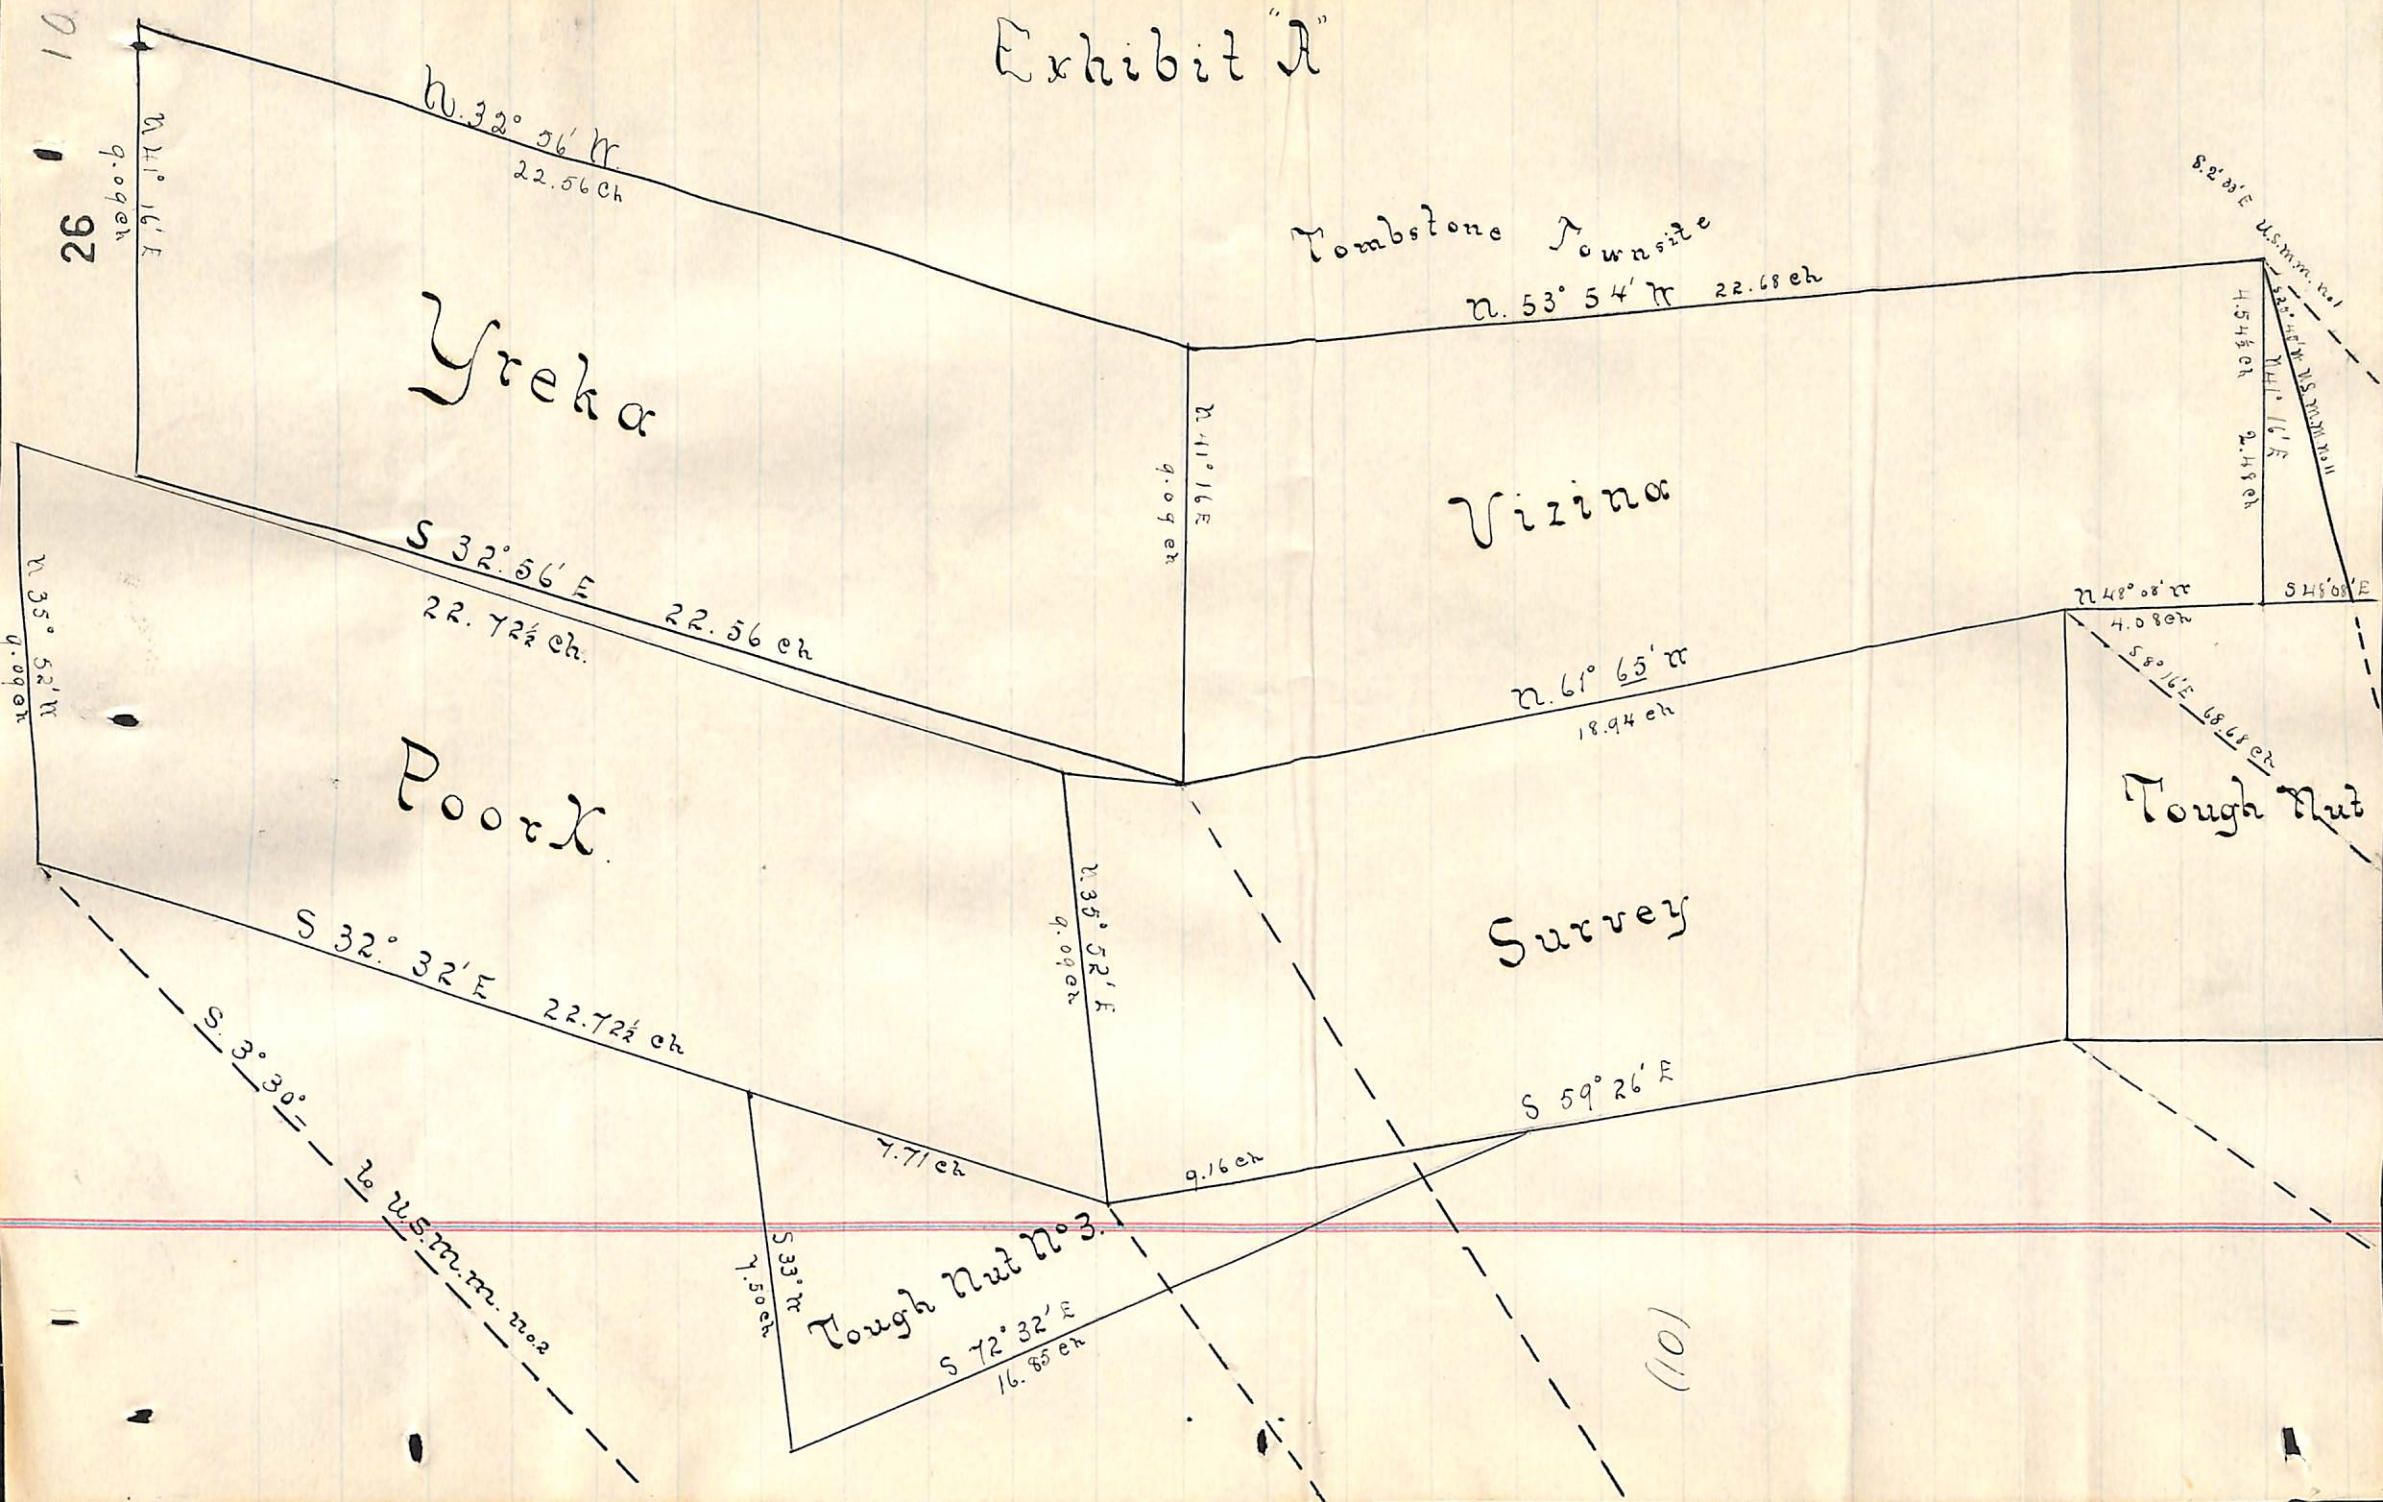 Exhibit "A"
10
26
N. 32° 56' W.
22.56 Ch
N 41° 16' E
9.09 ch
Yreka
Tombstone Townsite
N. 53° 54' W 22.68 ch
S. 2° 33' E U.S.M.M. No1
4.54½ ch
N 41° 16' E
2.48 ch
U.S.M.M. No 11
N 41° 16 E
9.09 ch
Vizina
S 32° 56' E 22.56 ch
22.72½ ch.
N 48° 08' W
4.08 ch
S 48° 08' E
N. 61° 65' W
18.94 ch
S 8° 16' E 68.68 ch
N 35° 52' W
9.09 ch
Poor X.
Tough Nut
N. 35° 52' E
9.09 ch
Survey
S 32.° 32' E 22.72½ ch
S. 3° 30° to U.S.M.M. No.2
7.71 ch
9.16 ch
S 59° 26' E
S 33° W
7.50 ch
Tough Nut No 3.
S 72° 32' E
16.85 ch
(10)
11